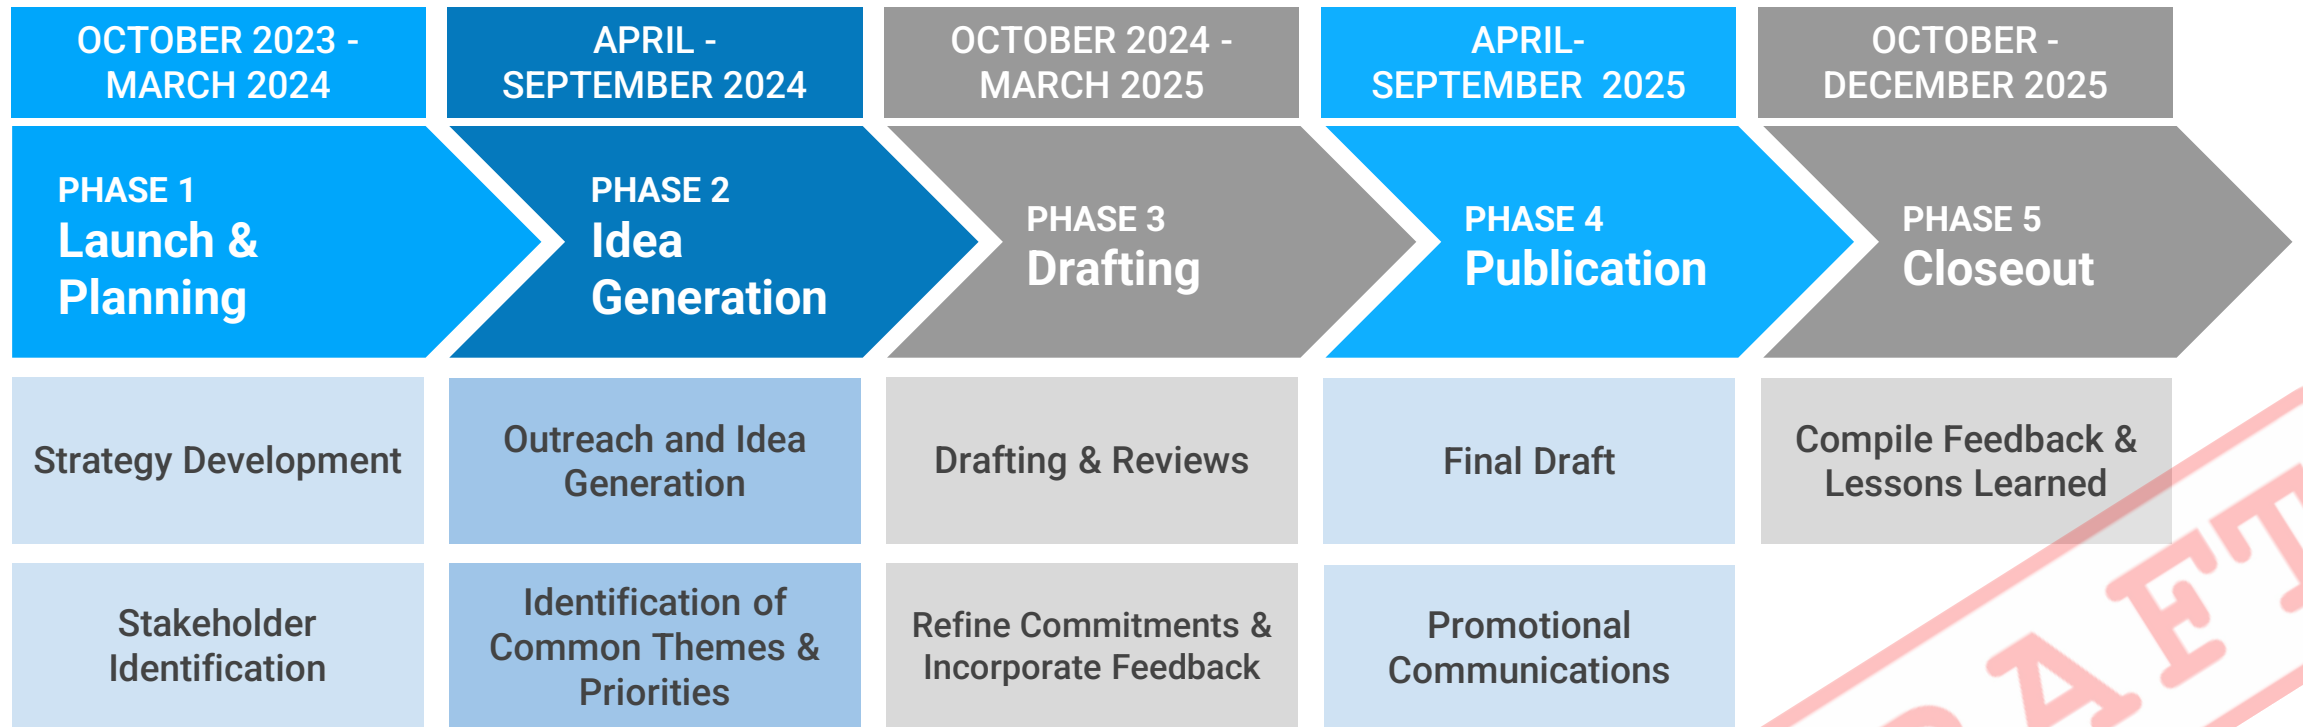 OCTOBER 2023 -
MARCH 2024
APRIL -
SEPTEMBER 2024
OCTOBER 2024 -
MARCH 2025
APRIL-
SEPTEMBER 2025
OCTOBER -
DECEMBER 2025
PHASE 1
Launch &
Planning
PHASE 2
Idea
Generation
PHASE 3
Drafting
PHASE 4
Publication
PHASE 5
Closeout
Strategy Development
Outreach and Idea
Generation
Drafting & Reviews
Final Draft
Compile Feedback &
Lessons Learned
Stakeholder
Identification
Identification of
Common Themes &
Priorities
Refine Commitments &
Incorporate Feedback
Promotional
Communications